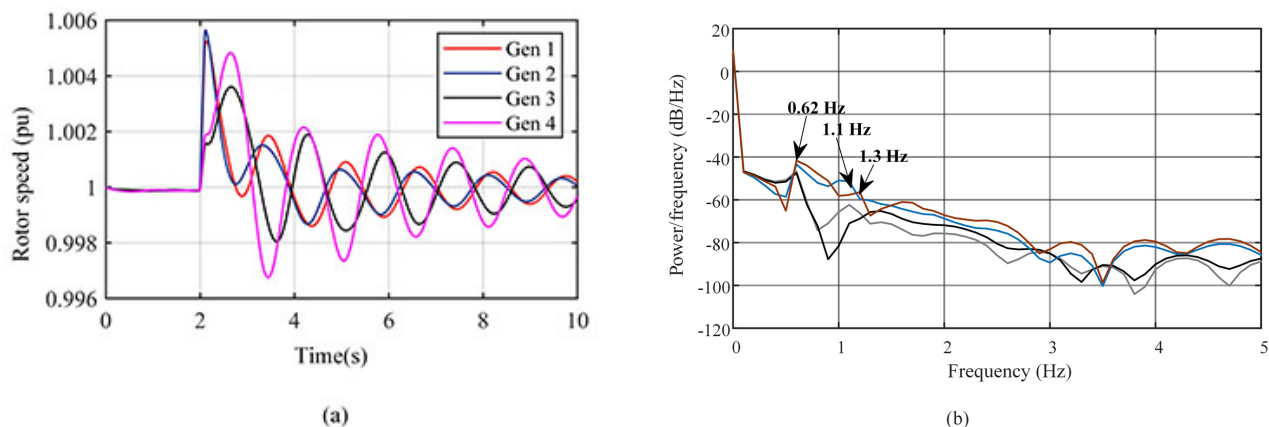 1.006
1.004
1.002
1
0.998
0.996
Rotor speed (pu)
Gen 1
Gen 2
Gen 3
Gen 4
0 2 4 6 8 10
Time(s)
(a)
20
0
-20
-40
-60
-80
-100
-120
Power/frequency (dB/Hz)
0.62 Hz
1.1 Hz
1.3 Hz
0 1 2 3 4 5
Frequency (Hz)
(b)